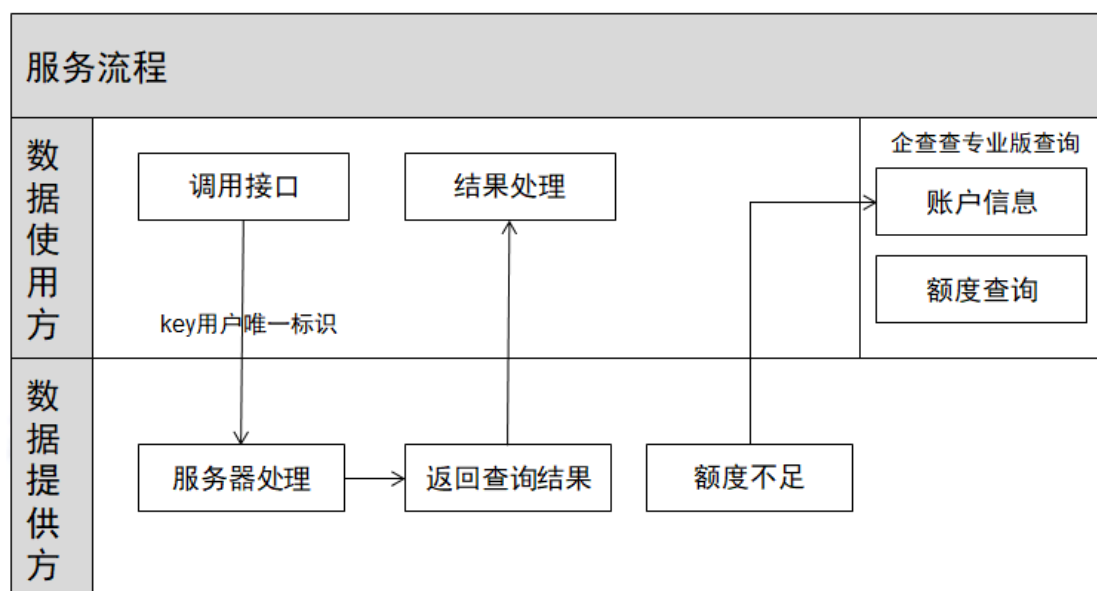 服务流程
数据使用方
调用接口
结果处理
企查查专业版查询
账户信息
额度查询
key用户唯一标识
数据提供方
服务器处理
返回查询结果
额度不足